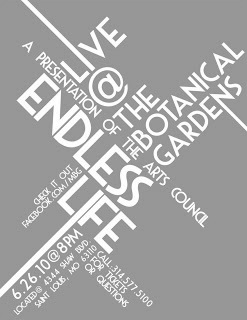 LIVE
@
THE
BOTANICAL
GARDENS
A PRESENTATION OF THE ARTS COUNCIL
ENDLESS
LIFE
CHECK IT OUT
FACEBOOK.COM/MBG
6.26.10@8PM
LOCATED@ 4344 SHAW BLVD.
SAINT LOUIS, MO 63110
CALL:314.577.5100
FOR TICKETS
OR QUESTIONS